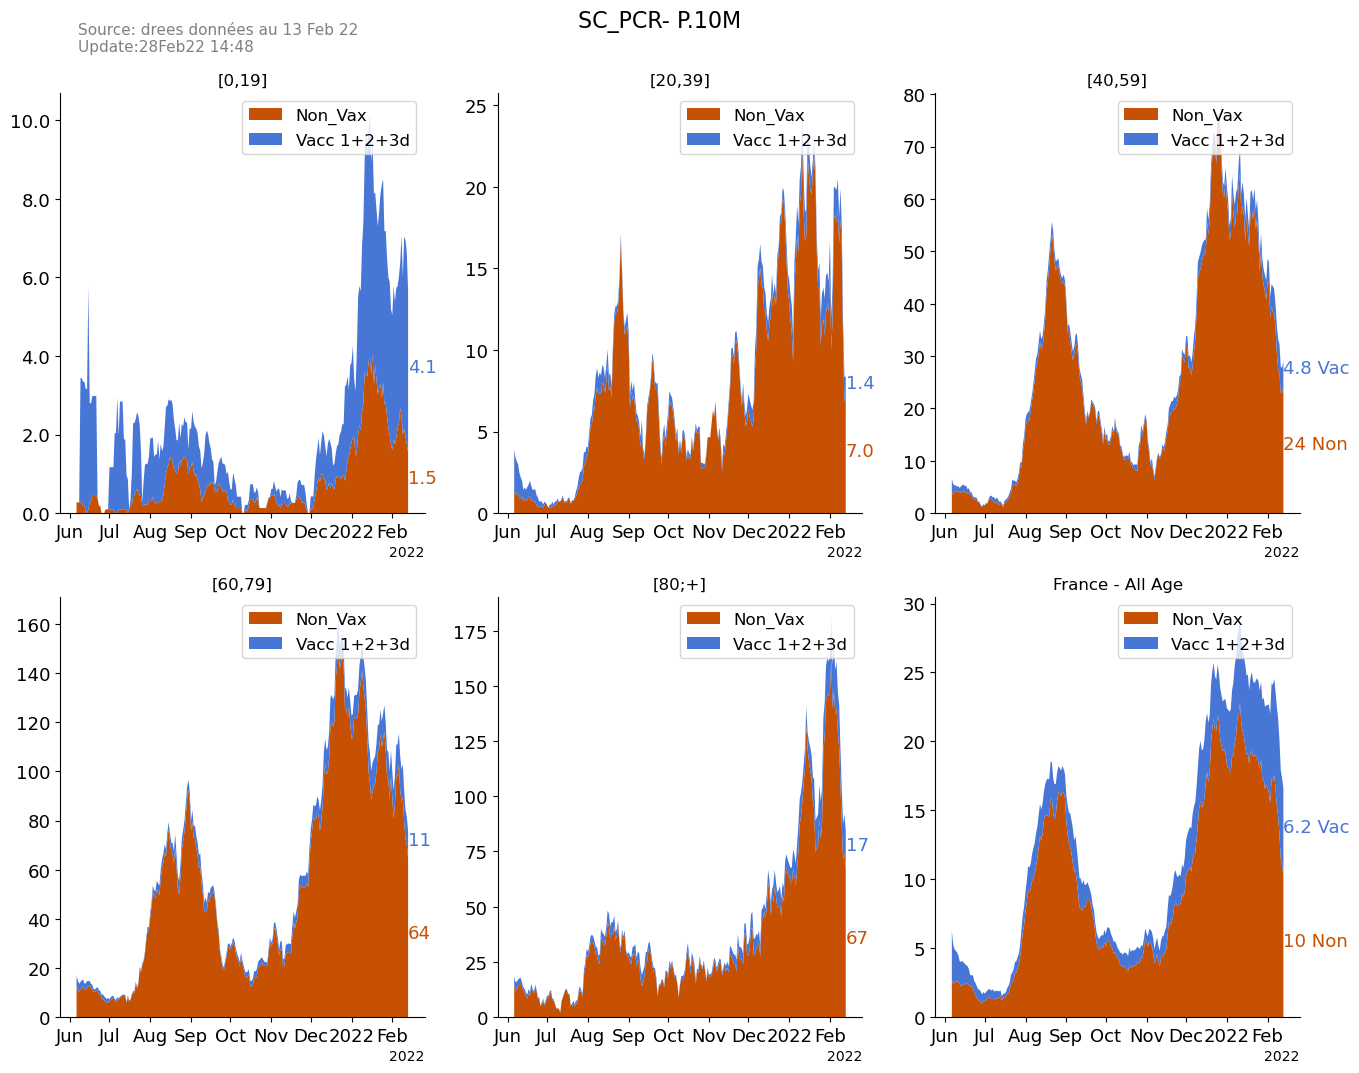 SC_PCR- P.10M
Source: drees données au 13 Feb 22
Update:28Feb22 14:48
[0,19]
Non_Vax
Vacc 1+2+3d
10.0
8.0
6.0
4.0
2.0
0.0
4.1
1.5
Jun Jul Aug Sep Oct Nov Dec 2022 Feb
2022
[20,39]
Non_Vax
Vacc 1+2+3d
25
20
15
10
5
0
1.4
7.0
Jun Jul Aug Sep Oct Nov Dec 2022 Feb
2022
[40,59]
Non_Vax
Vacc 1+2+3d
80
70
60
50
40
30
20
10
0
4.8 Vac
24 Non
Jun Jul Aug Sep Oct Nov Dec 2022 Feb
2022
[60,79]
Non_Vax
Vacc 1+2+3d
160
140
120
100
80
60
40
20
0
11
64
Jun Jul Aug Sep Oct Nov Dec 2022 Feb
2022
[80;+]
Non_Vax
Vacc 1+2+3d
175
150
125
100
75
50
25
0
17
67
Jun Jul Aug Sep Oct Nov Dec 2022 Feb
2022
France - All Age
Non_Vax
Vacc 1+2+3d
30
25
20
15
10
5
0
6.2 Vac
10 Non
Jun Jul Aug Sep Oct Nov Dec 2022 Feb
2022